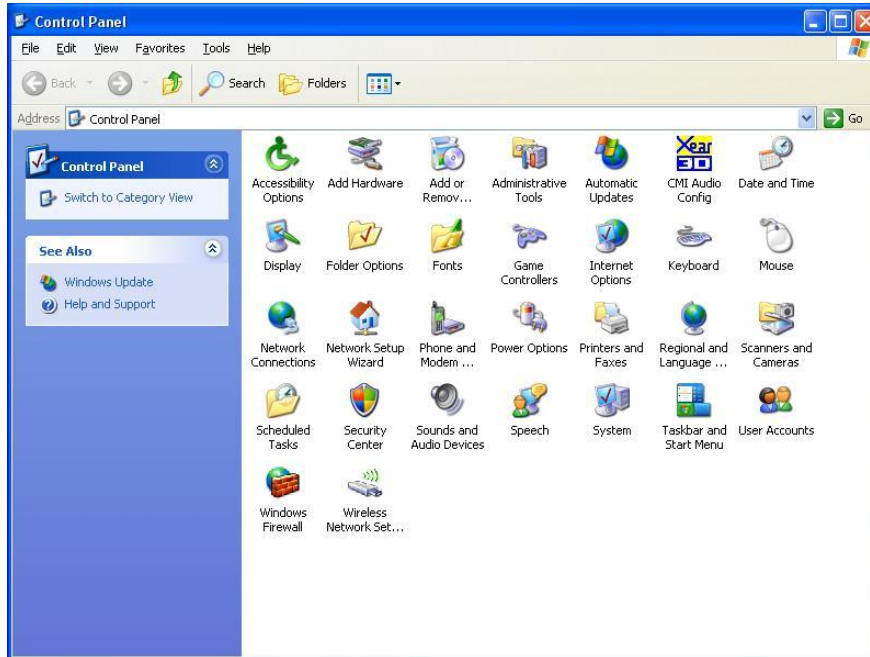 Control Panel
File Edit View Favorites Tools Help
Back Search Folders
Address Control Panel Go
Control Panel
Switch to Category View
See Also
Windows Update
Help and Support
Accessibility Options
Add Hardware
Add or Remov...
Administrative Tools
Automatic Updates
Xear 3D
CMI Audio Config
Date and Time
Display
Folder Options
Fonts
Game Controllers
Internet Options
Keyboard
Mouse
Network Connections
Network Setup Wizard
Phone and Modem ...
Power Options
Printers and Faxes
Regional and Language ...
Scanners and Cameras
Scheduled Tasks
Security Center
Sounds and Audio Devices
Speech
System
Taskbar and Start Menu
User Accounts
Windows Firewall
Wireless Network Set...